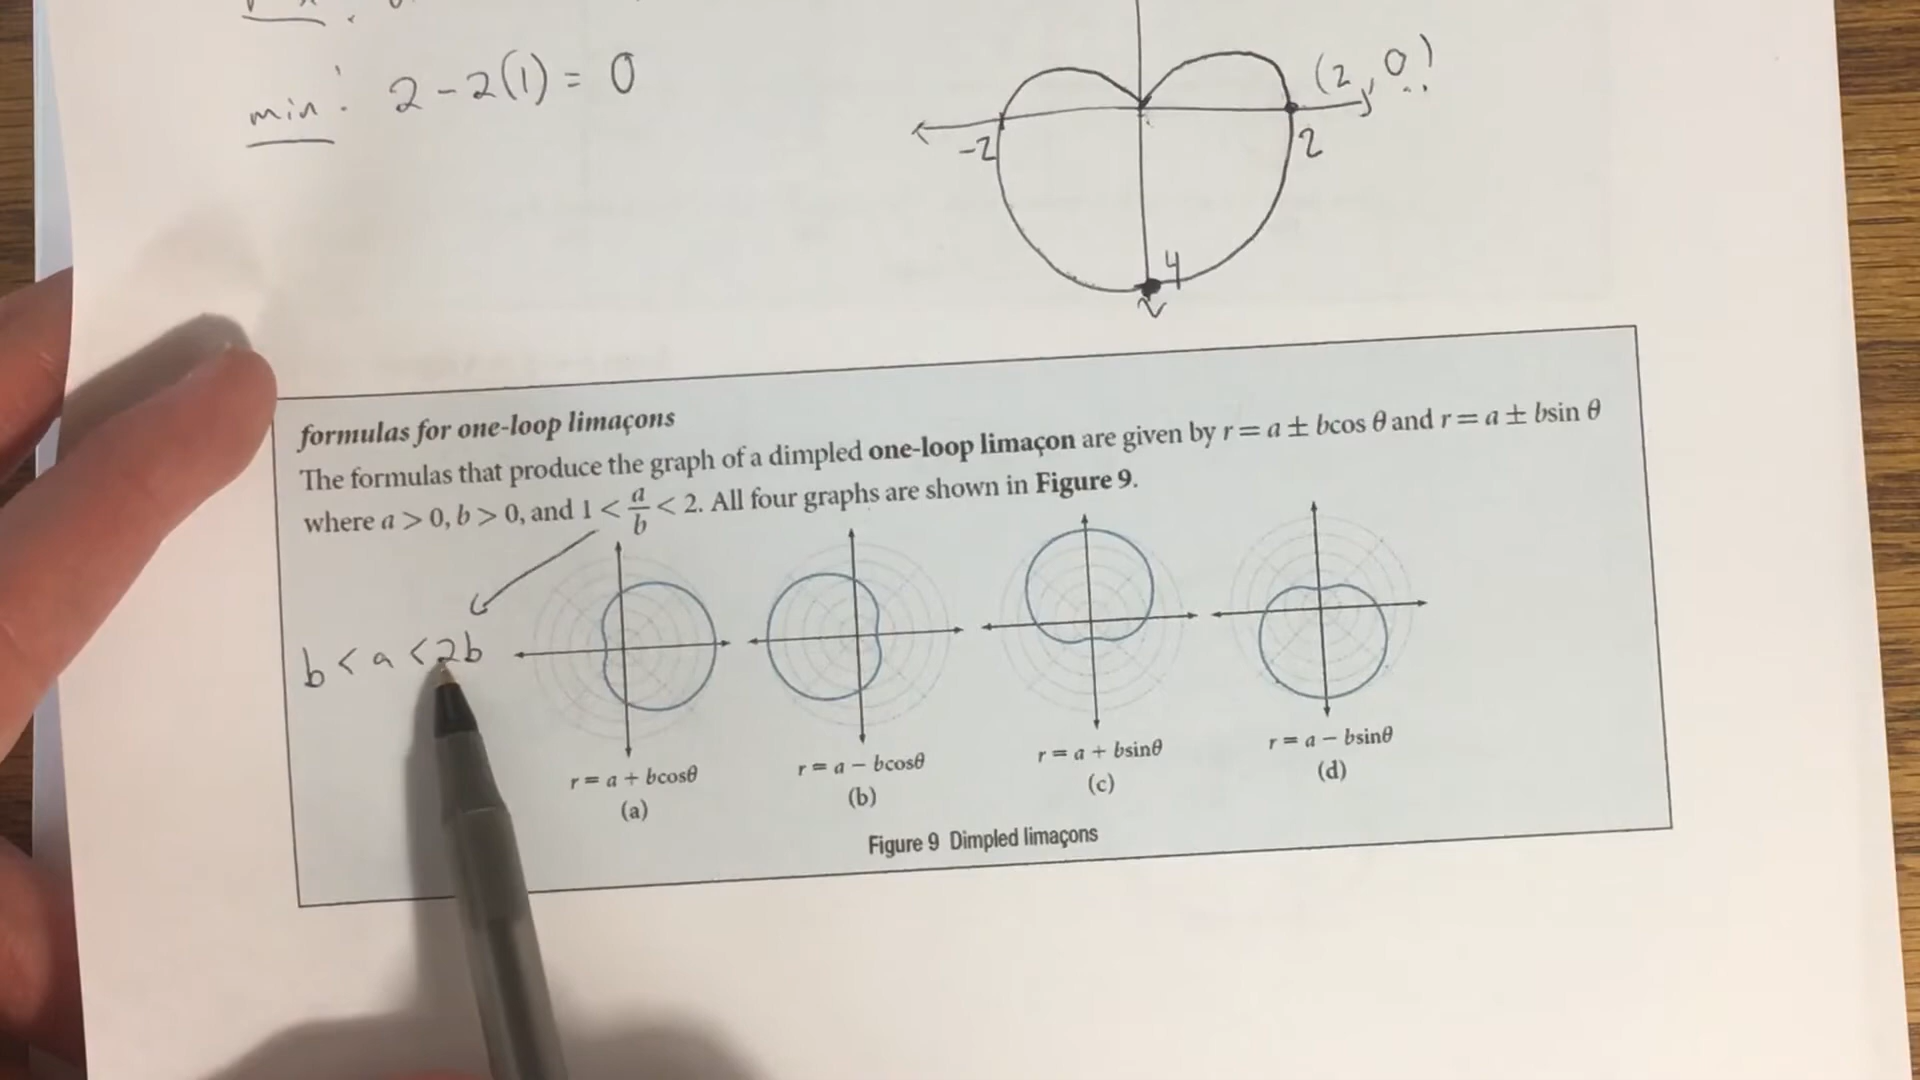 min: 2 - 2(1) = 0
(2, 0)
-2
2
4
formulas for one-loop limaçons
The formulas that produce the graph of a dimpled one-loop limaçon are given by r = a ± bcos θ and r = a ± bsin θ
where a > 0, b > 0, and 1 < a/b < 2. All four graphs are shown in Figure 9.
b < a < 2b
r = a + bcosθ
(a)
r = a − bcosθ
(b)
r = a + bsinθ
(c)
r = a − bsinθ
(d)
Figure 9 Dimpled limaçons